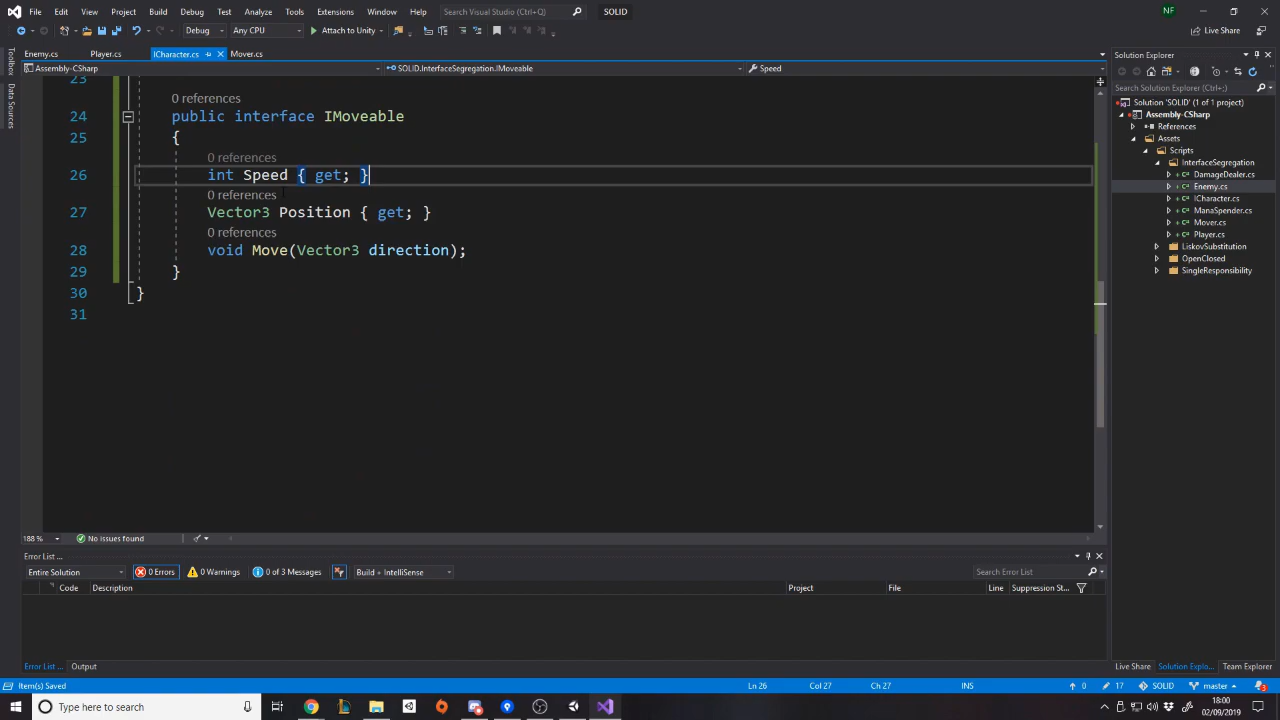 File Edit View Project Build Debug Test Analyze Tools Extensions Window Help Search Visual Studio SOLID NF
Debug Any CPU Attach to Unity Live Share
Enemy.cs Player.cs ICharacter.cs Mover.cs
Assembly-CSharp SOLID.InterfaceSegregation.IMoveable Speed
Toolbox
Data Sources
23
0 references
24 public interface IMoveable
25 {
0 references
26 int Speed { get; }
0 references
27 Vector3 Position { get; }
0 references
28 void Move(Vector3 direction);
29 }
30 }
31
188 % No issues found
Solution Explorer
Search Solution Explorer (Ctrl+;)
Solution 'SOLID' (1 of 1 project)
Assembly-CSharp
References
Assets
Scripts
InterfaceSegregation
DamageDealer.cs
Enemy.cs
ICharacter.cs
ManaSpender.cs
Mover.cs
Player.cs
LiskovSubstitution
OpenClosed
SingleResponsibility
Error List ...
Entire Solution 0 Errors 0 Warnings 0 of 3 Messages Build + IntelliSense Search Error List
Code Description Project File Line Suppression St...
Error List ... Output
Live Share Solution Explo... Team Explorer
Item(s) Saved Ln 26 Col 27 Ch 27 INS 0 17 SOLID master 3
Type here to search
18:00
02/09/2019